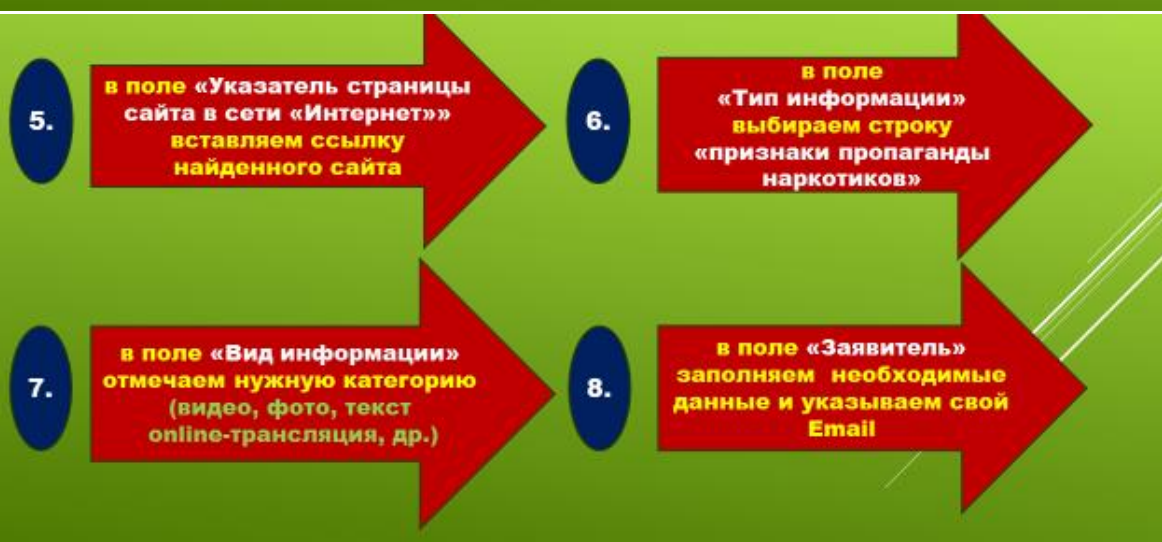 5.
в поле «Указатель страницы
сайта в сети «Интернет»»
вставляем ссылку
найденного сайта
6.
в поле
«Тип информации»
выбираем строку
«признаки пропаганды
наркотиков»
7.
в поле «Вид информации»
отмечаем нужную категорию
(видео, фото, текст
online-трансляция, др.)
8.
в поле «Заявитель»
заполняем необходимые
данные и указываем свой
Email